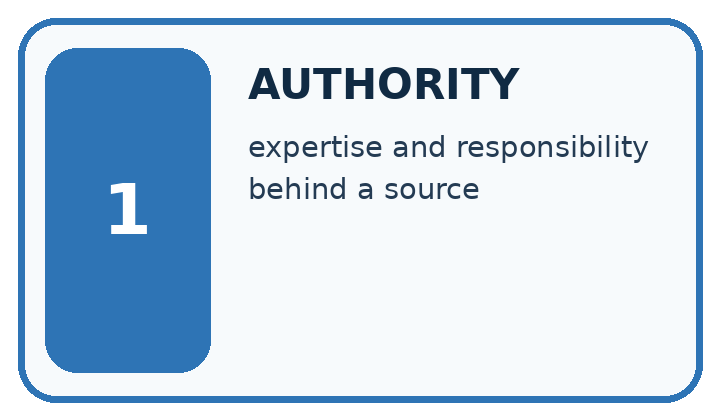 1
AUTHORITY
expertise and responsibility
behind a source